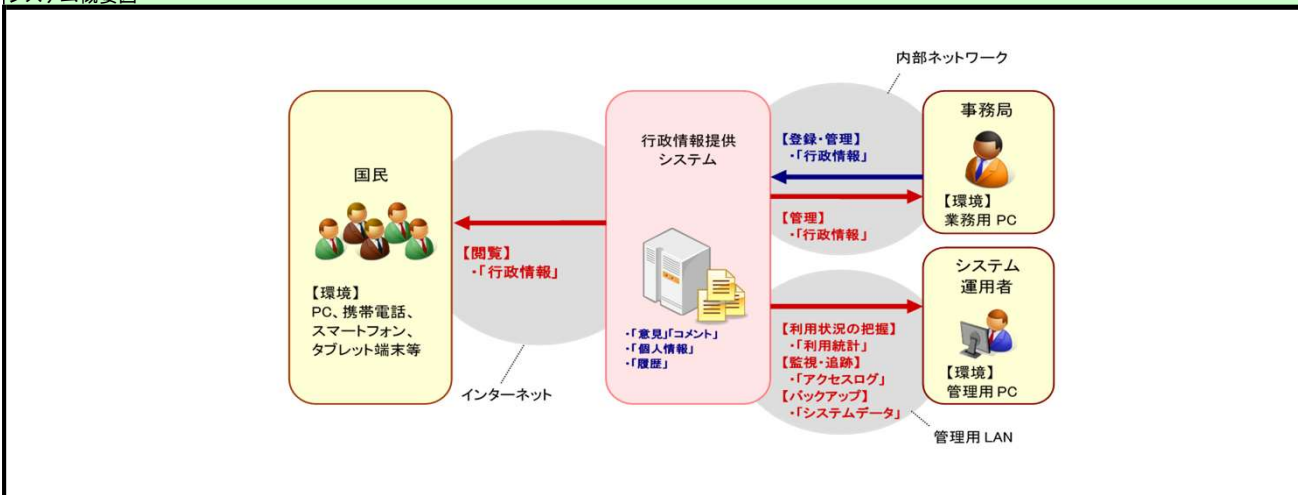 システム概要図
内部ネットワーク
国民
【環境】
PC、携帯電話、
スマートフォン、
タブレット端末等
【閲覧】
・「行政情報」
インターネット
行政情報提供
システム
・「意見」「コメント」
・「個人情報」
・「履歴」
【登録・管理】
・「行政情報」
【管理】
・「行政情報」
事務局
【環境】
業務用 PC
【利用状況の把握】
・「利用統計」
【監視・追跡】
・「アクセスログ」
【バックアップ】
・「システムデータ」
システム
運用者
【環境】
管理用 PC
管理用 LAN